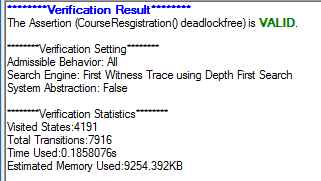 *********Verification Result*********
The Assertion (CourseResgistration() deadlockfree) is VALID.
********Verification Setting********
Admissible Behavior: All
Search Engine: First Witness Trace using Depth First Search
System Abstraction: False
********Verification Statistics********
Visited States:4191
Total Transitions:7916
Time Used:0.1858076s
Estimated Memory Used:9254.392KB